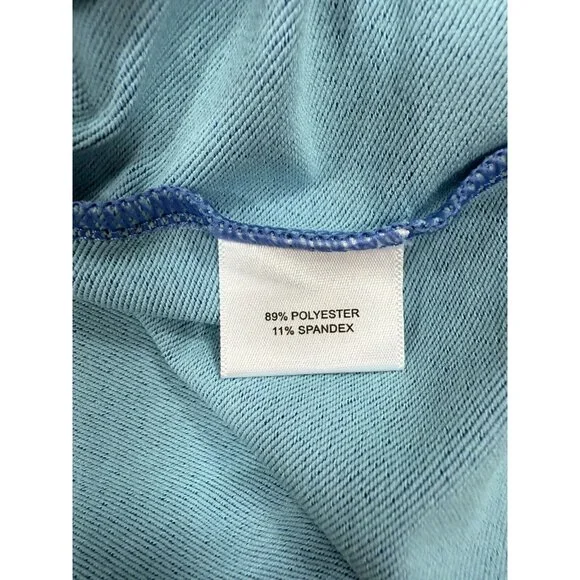 89% POLYESTER
11% SPANDEX